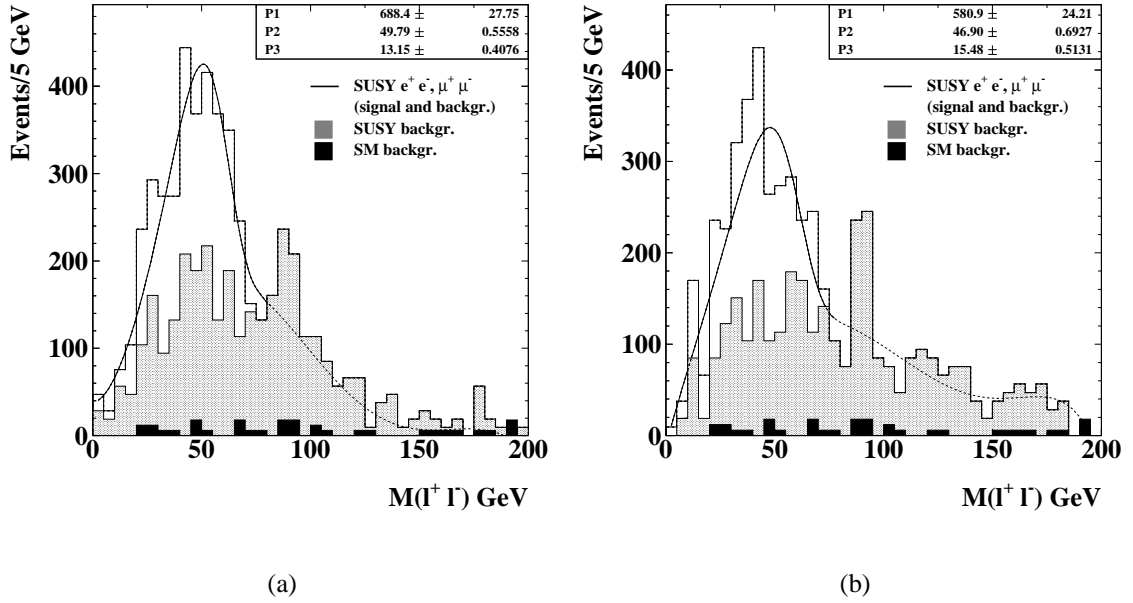 P1 688.4 ± 27.75
P2 49.79 ± 0.5558
P3 13.15 ± 0.4076
SUSY e+ e-, μ+ μ-
(signal and backgr.)
SUSY backgr.
SM backgr.
Events/5 GeV
400
300
200
100
0
0 50 100 150 200
M(l+ l-) GeV
(a)
P1 580.9 ± 24.21
P2 46.90 ± 0.6927
P3 15.48 ± 0.5131
SUSY e+ e-, μ+ μ-
(signal and backgr.)
SUSY backgr.
SM backgr.
Events/5 GeV
400
300
200
100
0
0 50 100 150 200
M(l+ l-) GeV
(b)